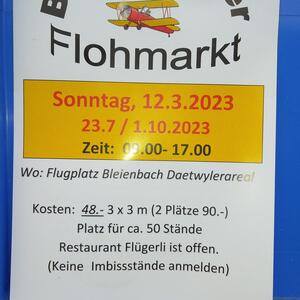 Flohmarkt
Sonntag, 12.3.2023
23.7 / 1.10.2023
Zeit: 09.00- 17.00
Wo: Flugplatz Bleienbach Daetwylerareal
Kosten: 48.- 3 x 3 m (2 Plätze 90.-)
Platz für ca. 50 Stände
Restaurant Flügerli ist offen.
(Keine Imbissstände anmelden)